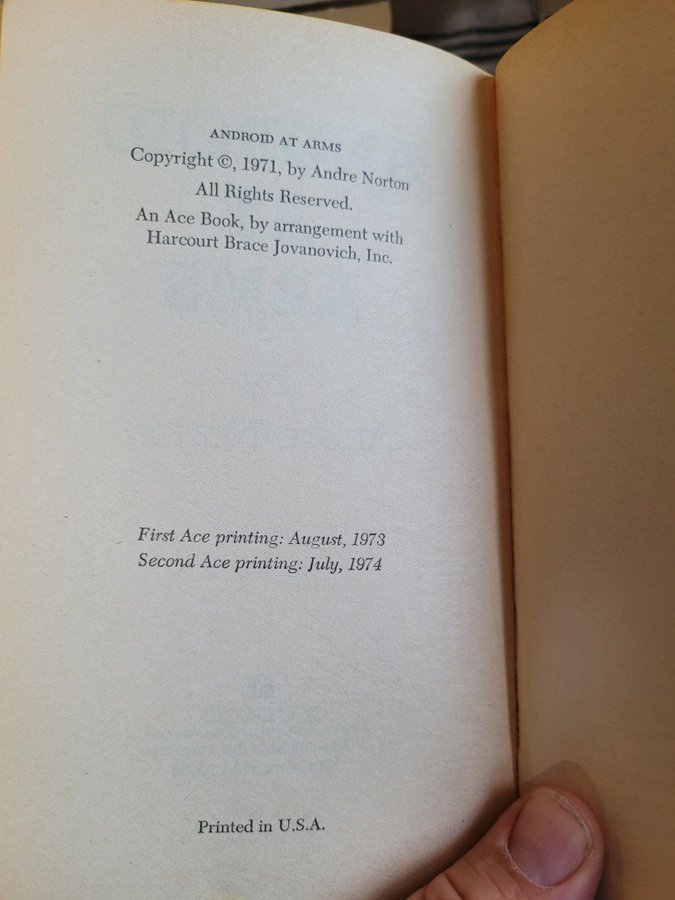 ANDROID AT ARMS
Copyright ©, 1971, by Andre Norton
All Rights Reserved.
An Ace Book, by arrangement with
Harcourt Brace Jovanovich, Inc.
First Ace printing: August, 1973
Second Ace printing: July, 1974
Printed in U.S.A.